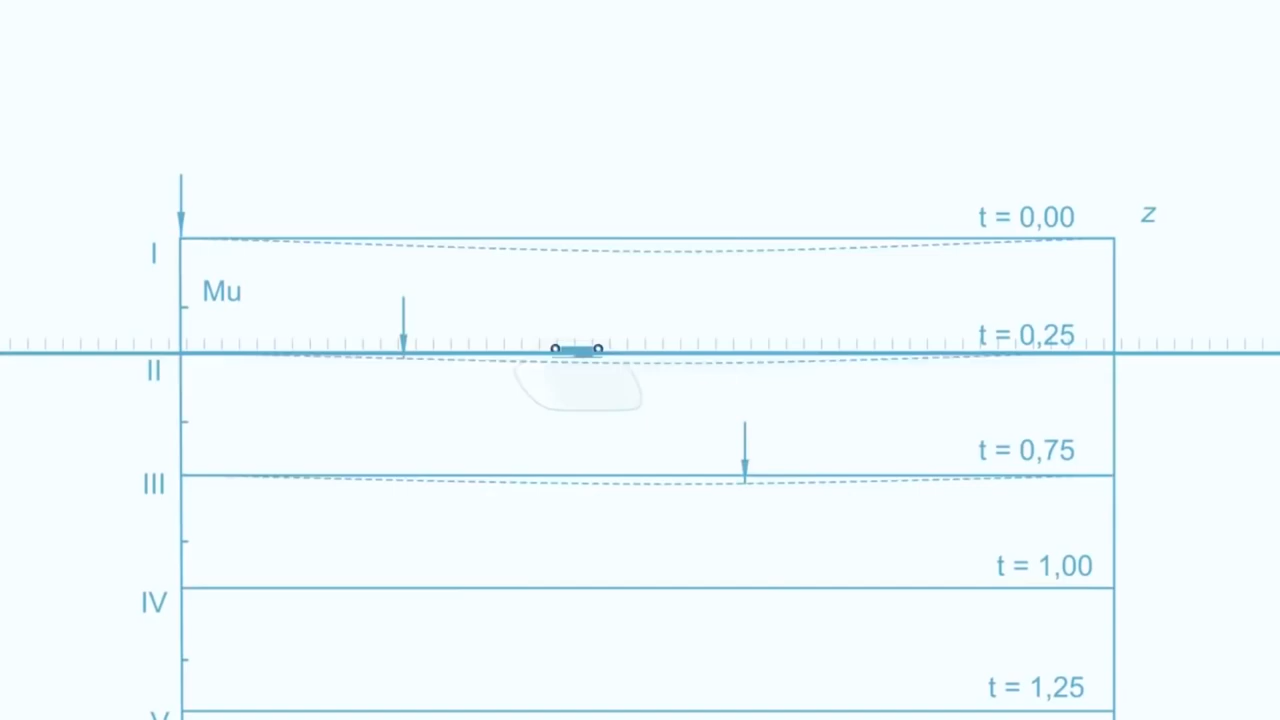 t = 0,00
z
I
Mu
t = 0,25
II
t = 0,75
III
t = 1,00
IV
t = 1,25
V